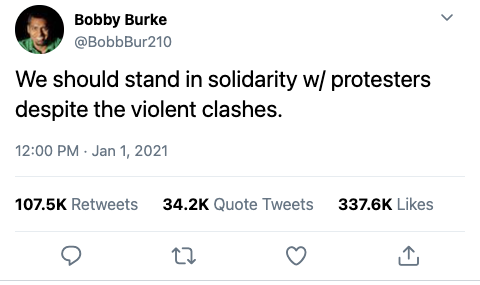 Bobby Burke
@BobbBur210
We should stand in solidarity w/ protesters
despite the violent clashes.
12:00 PM · Jan 1, 2021
107.5K Retweets 34.2K Quote Tweets 337.6K Likes